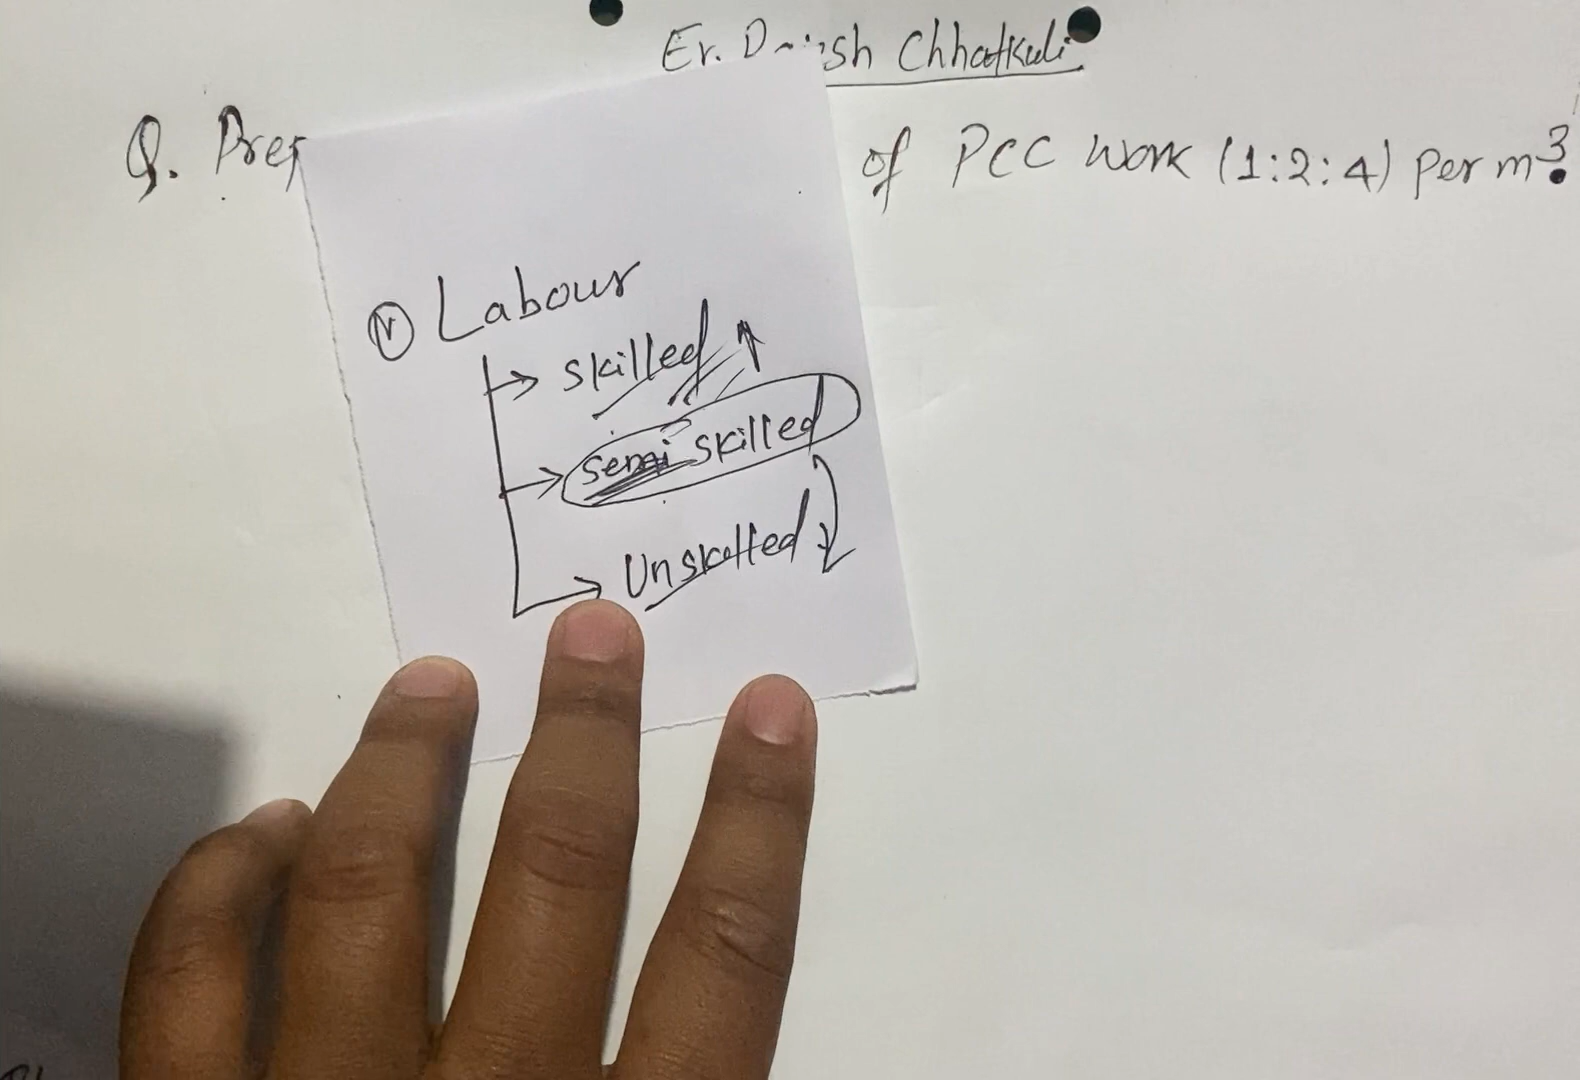 Er. sh Chhatkuli
Q. Prep
of PCC work (1:2:4) per m³.
Labour
→ skilled ↑
→ semi skilled
→ Unskilled